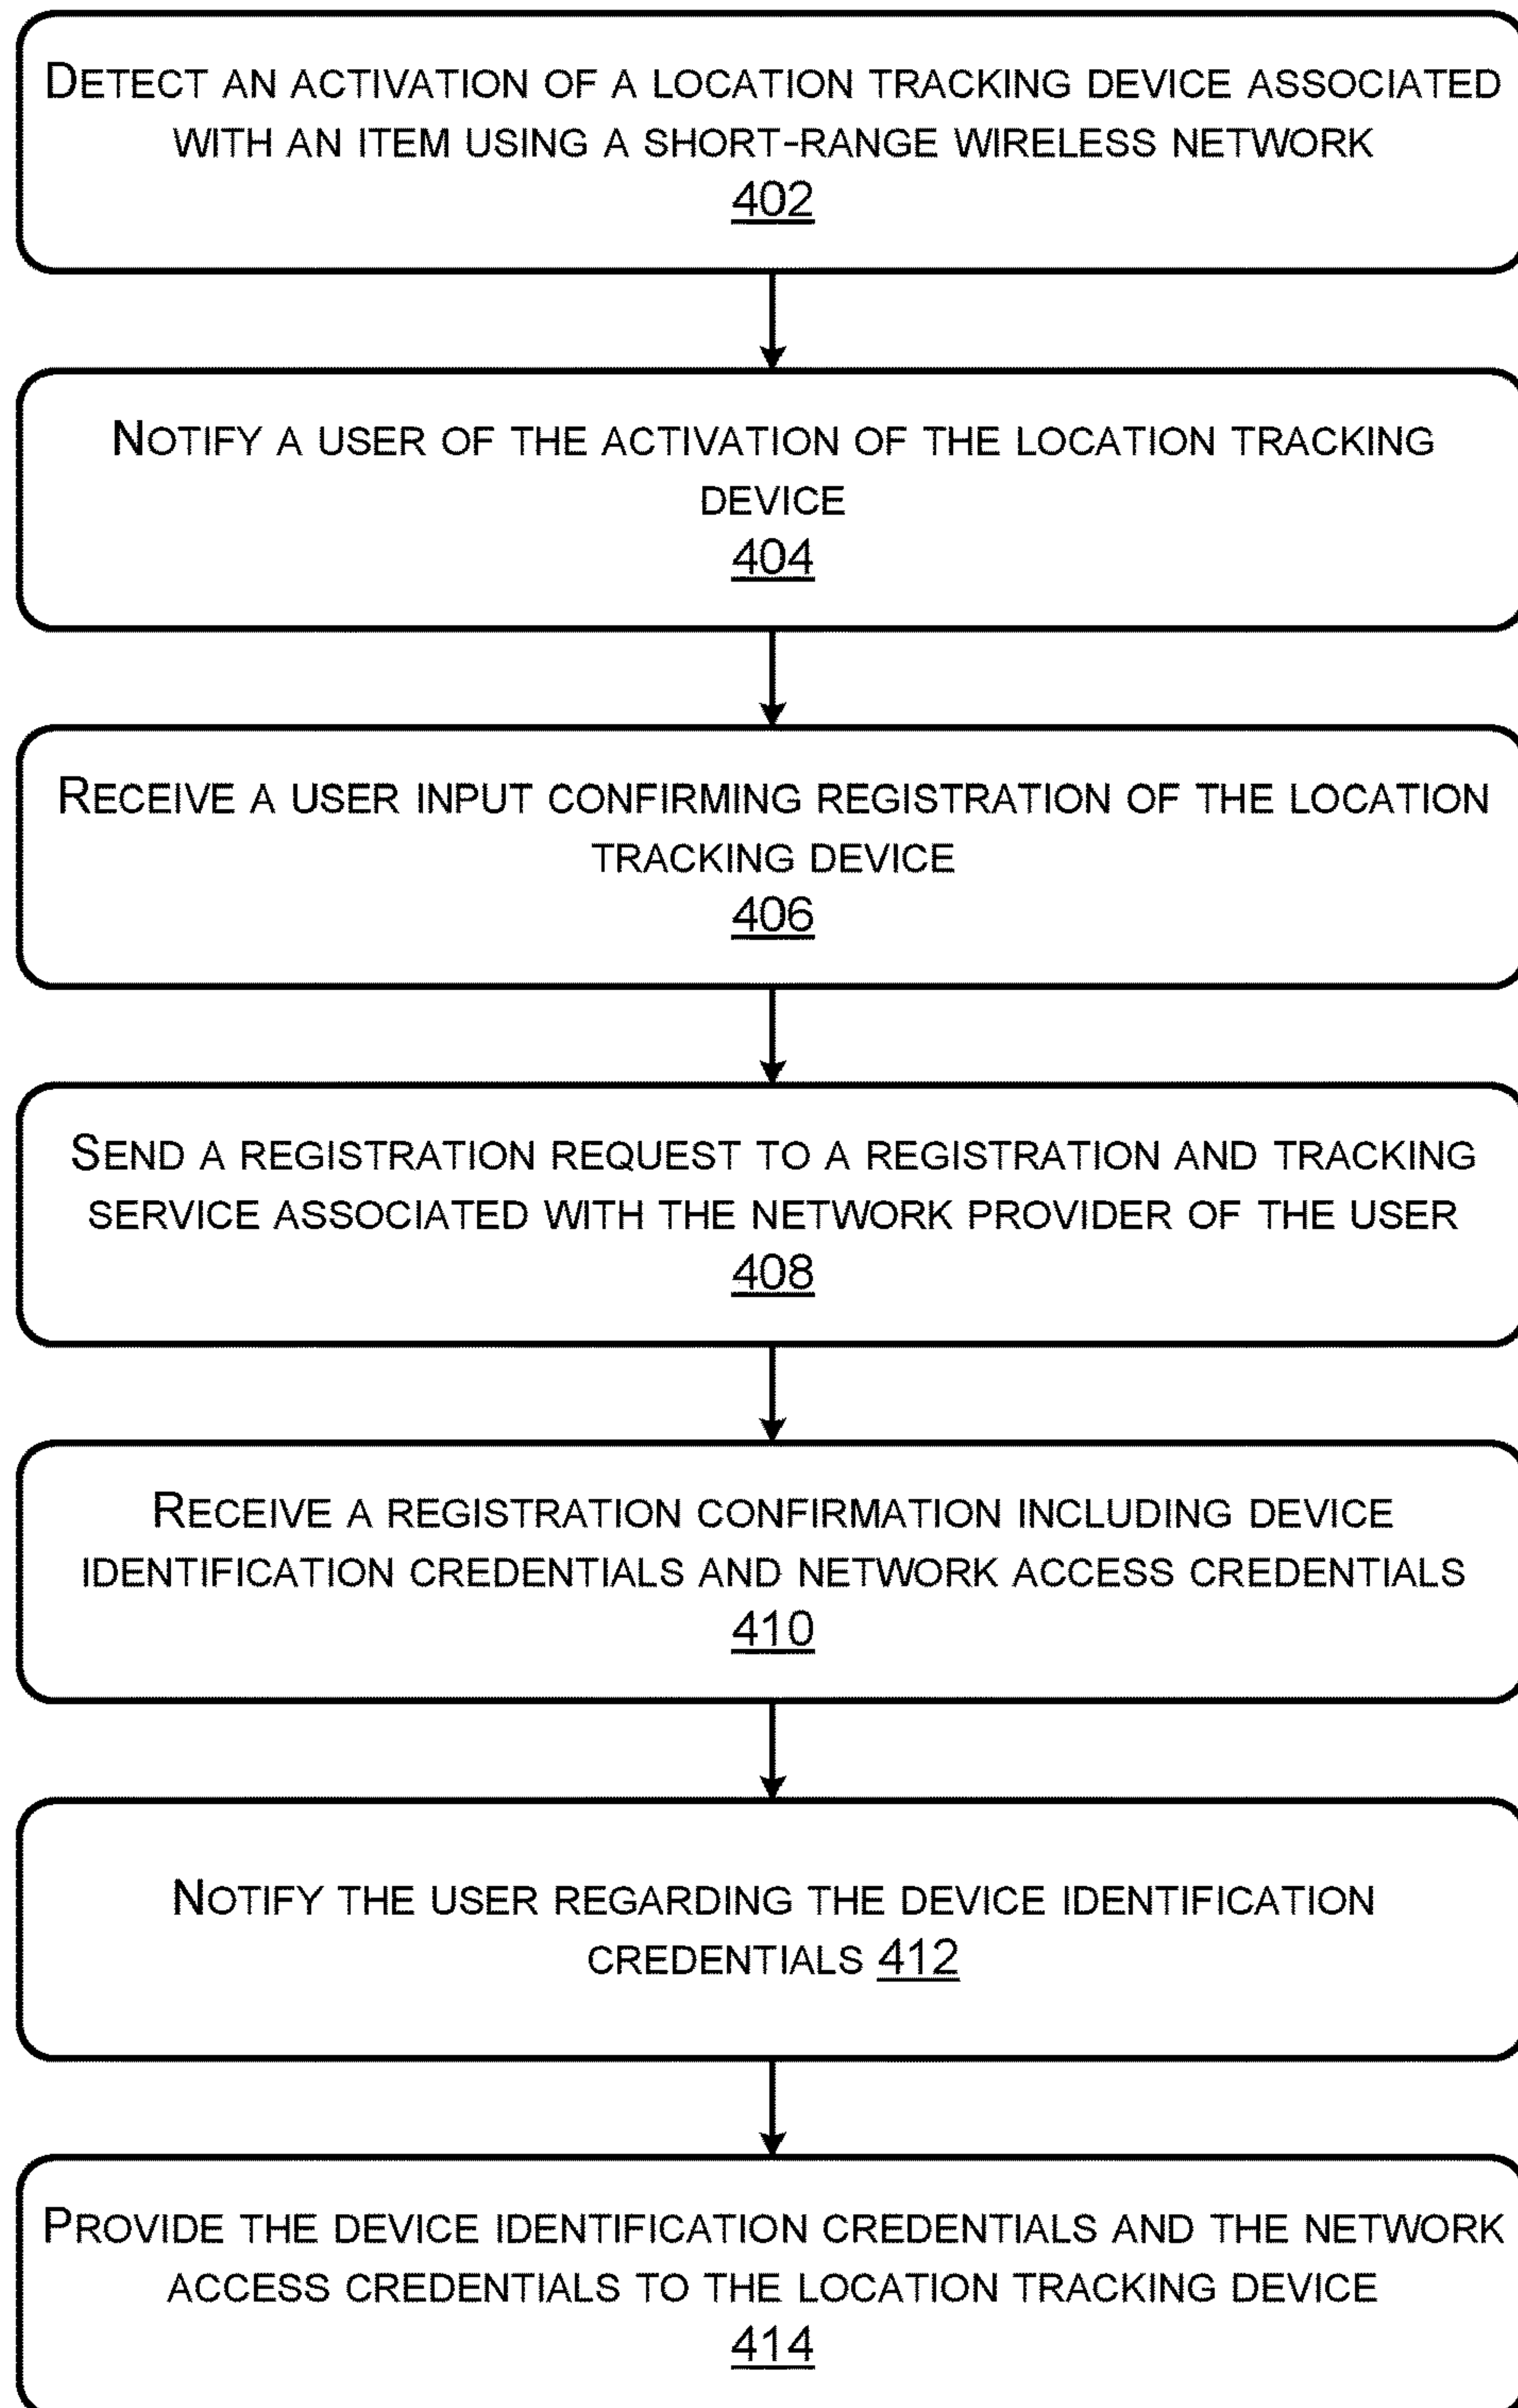 DETECT AN ACTIVATION OF A LOCATION TRACKING DEVICE ASSOCIATED
WITH AN ITEM USING A SHORT-RANGE WIRELESS NETWORK
402
NOTIFY A USER OF THE ACTIVATION OF THE LOCATION TRACKING
DEVICE
404
RECEIVE A USER INPUT CONFIRMING REGISTRATION OF THE LOCATION
TRACKING DEVICE
406
SEND A REGISTRATION REQUEST TO A REGISTRATION AND TRACKING
SERVICE ASSOCIATED WITH THE NETWORK PROVIDER OF THE USER
408
RECEIVE A REGISTRATION CONFIRMATION INCLUDING DEVICE
IDENTIFICATION CREDENTIALS AND NETWORK ACCESS CREDENTIALS
410
NOTIFY THE USER REGARDING THE DEVICE IDENTIFICATION
CREDENTIALS 412
PROVIDE THE DEVICE IDENTIFICATION CREDENTIALS AND THE NETWORK
ACCESS CREDENTIALS TO THE LOCATION TRACKING DEVICE
414